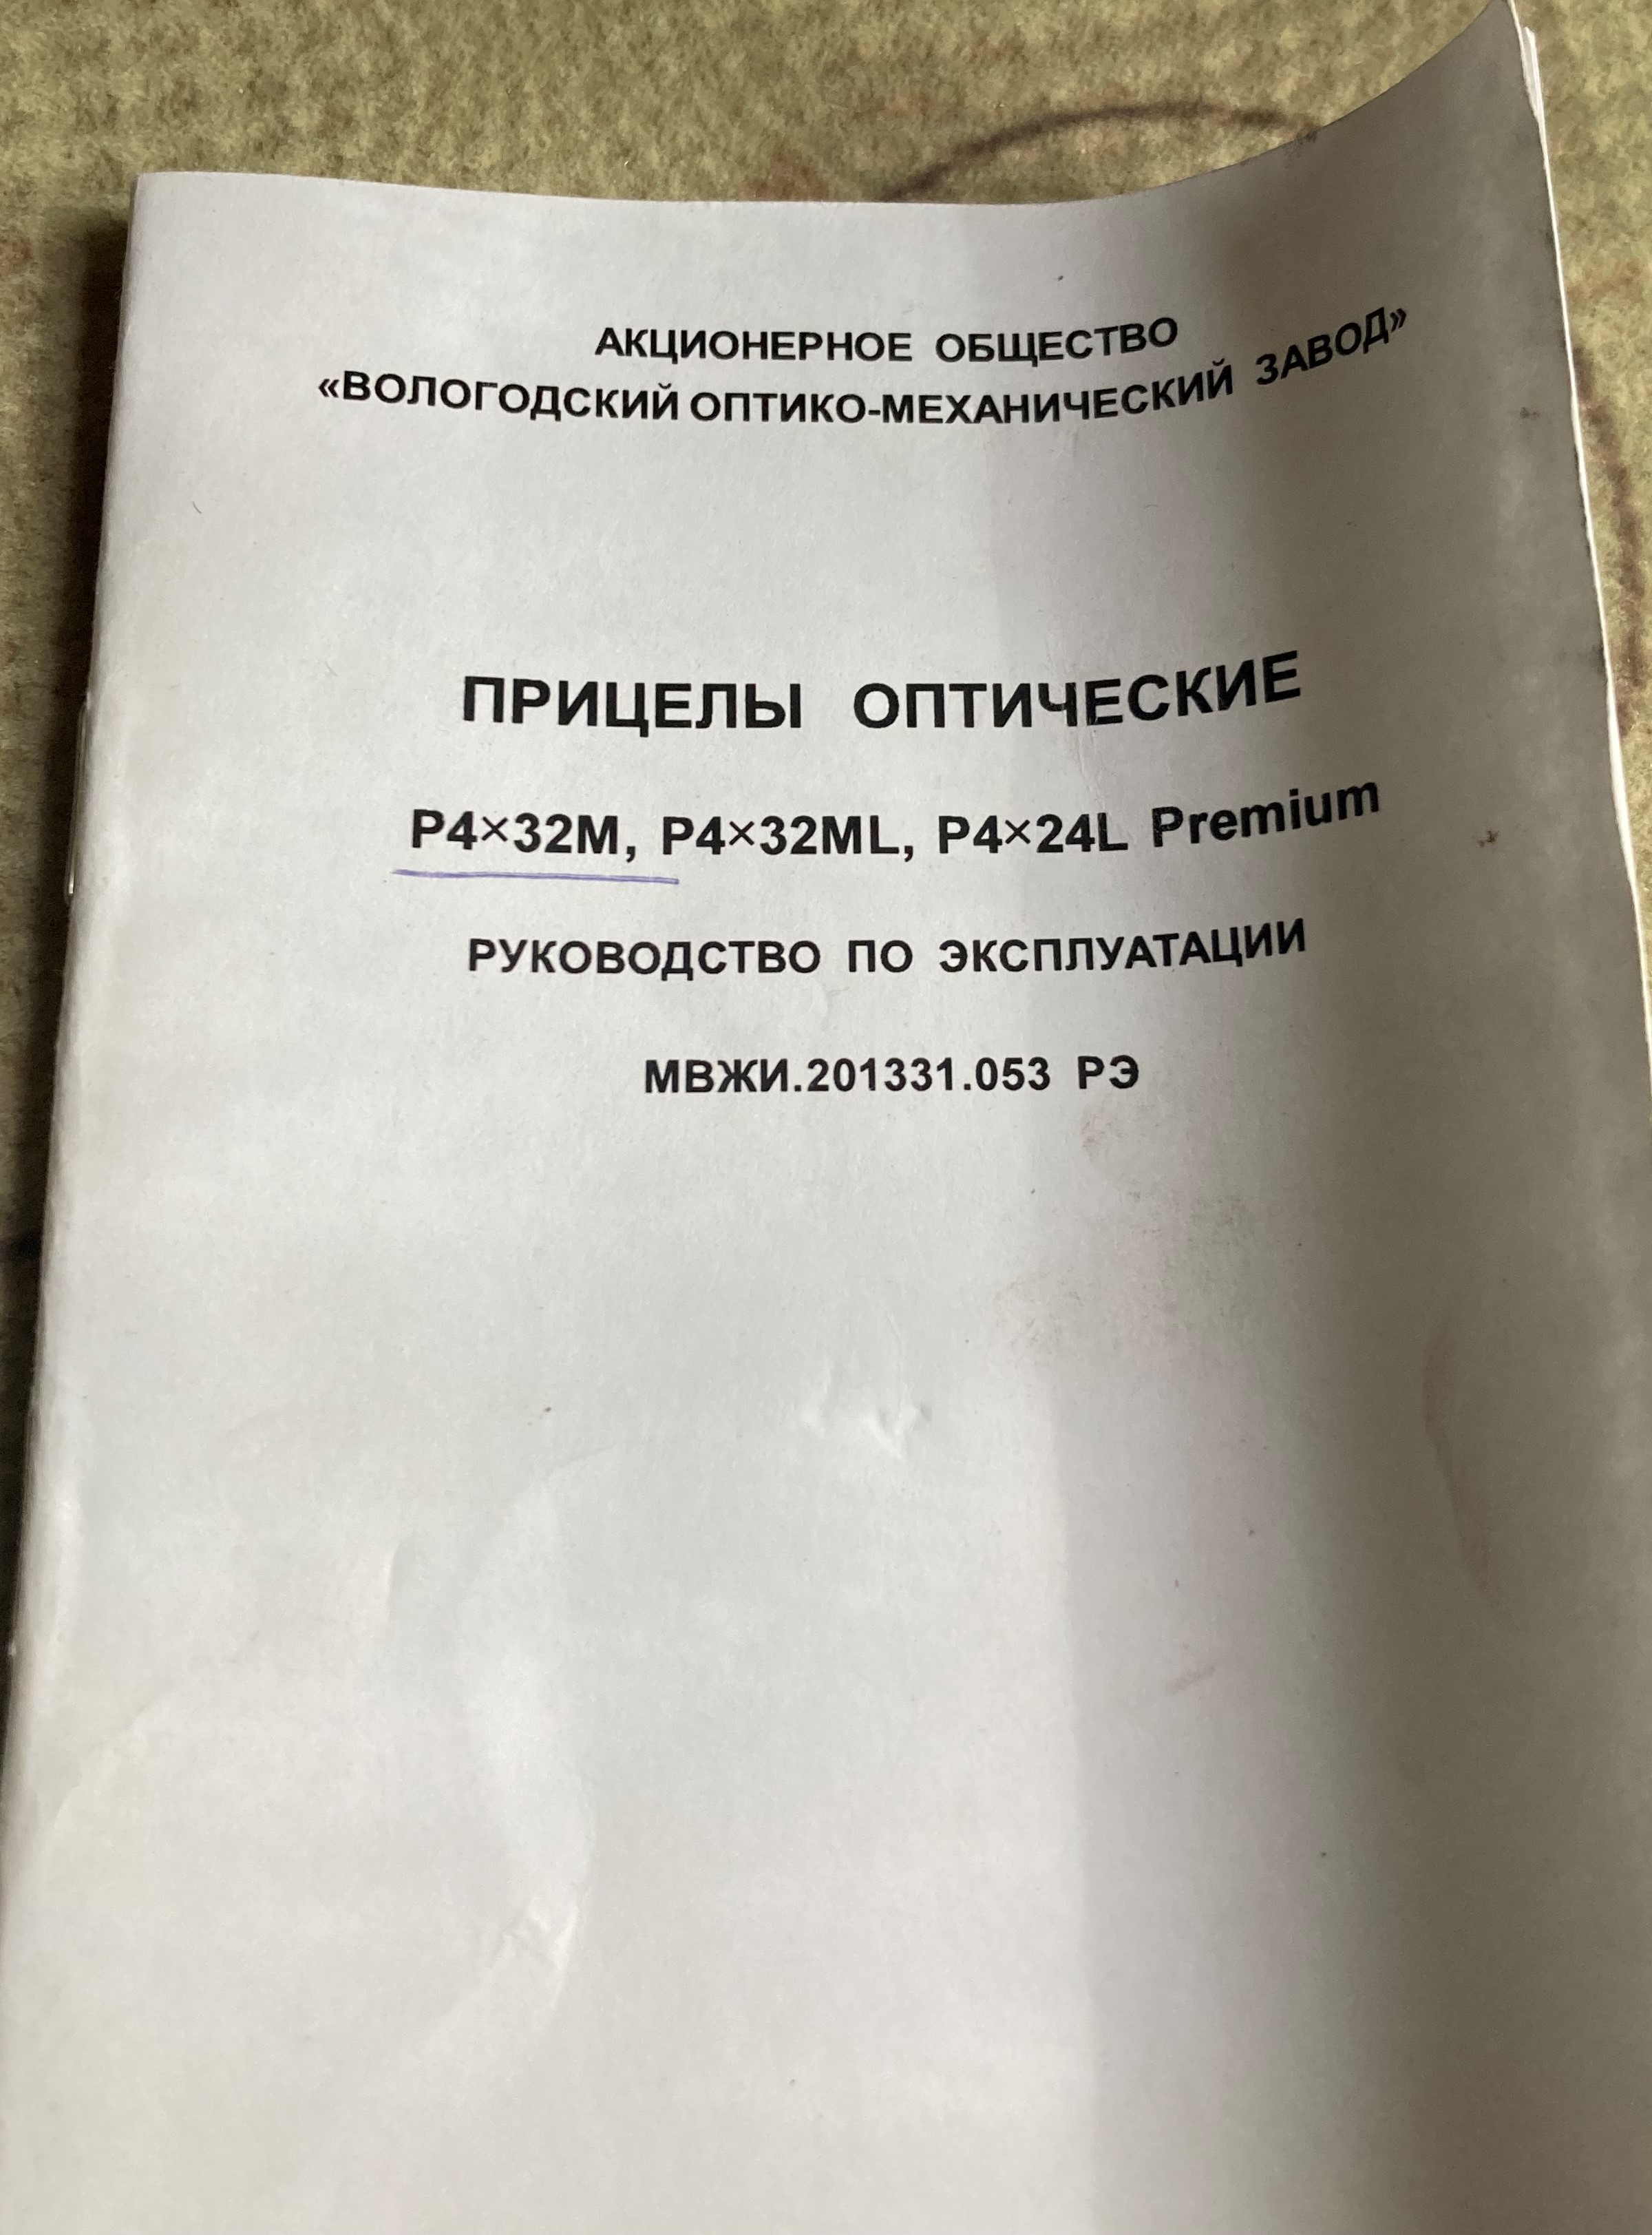 АКЦИОНЕРНОЕ ОБЩЕСТВО
«ВОЛОГОДСКИЙ ОПТИКО-МЕХАНИЧЕСКИЙ ЗАВОД»
ПРИЦЕЛЫ ОПТИЧЕСКИЕ
P4×32M, P4×32ML, P4×24L Premium
РУКОВОДСТВО ПО ЭКСПЛУАТАЦИИ
МВЖИ.201331.053 РЭ